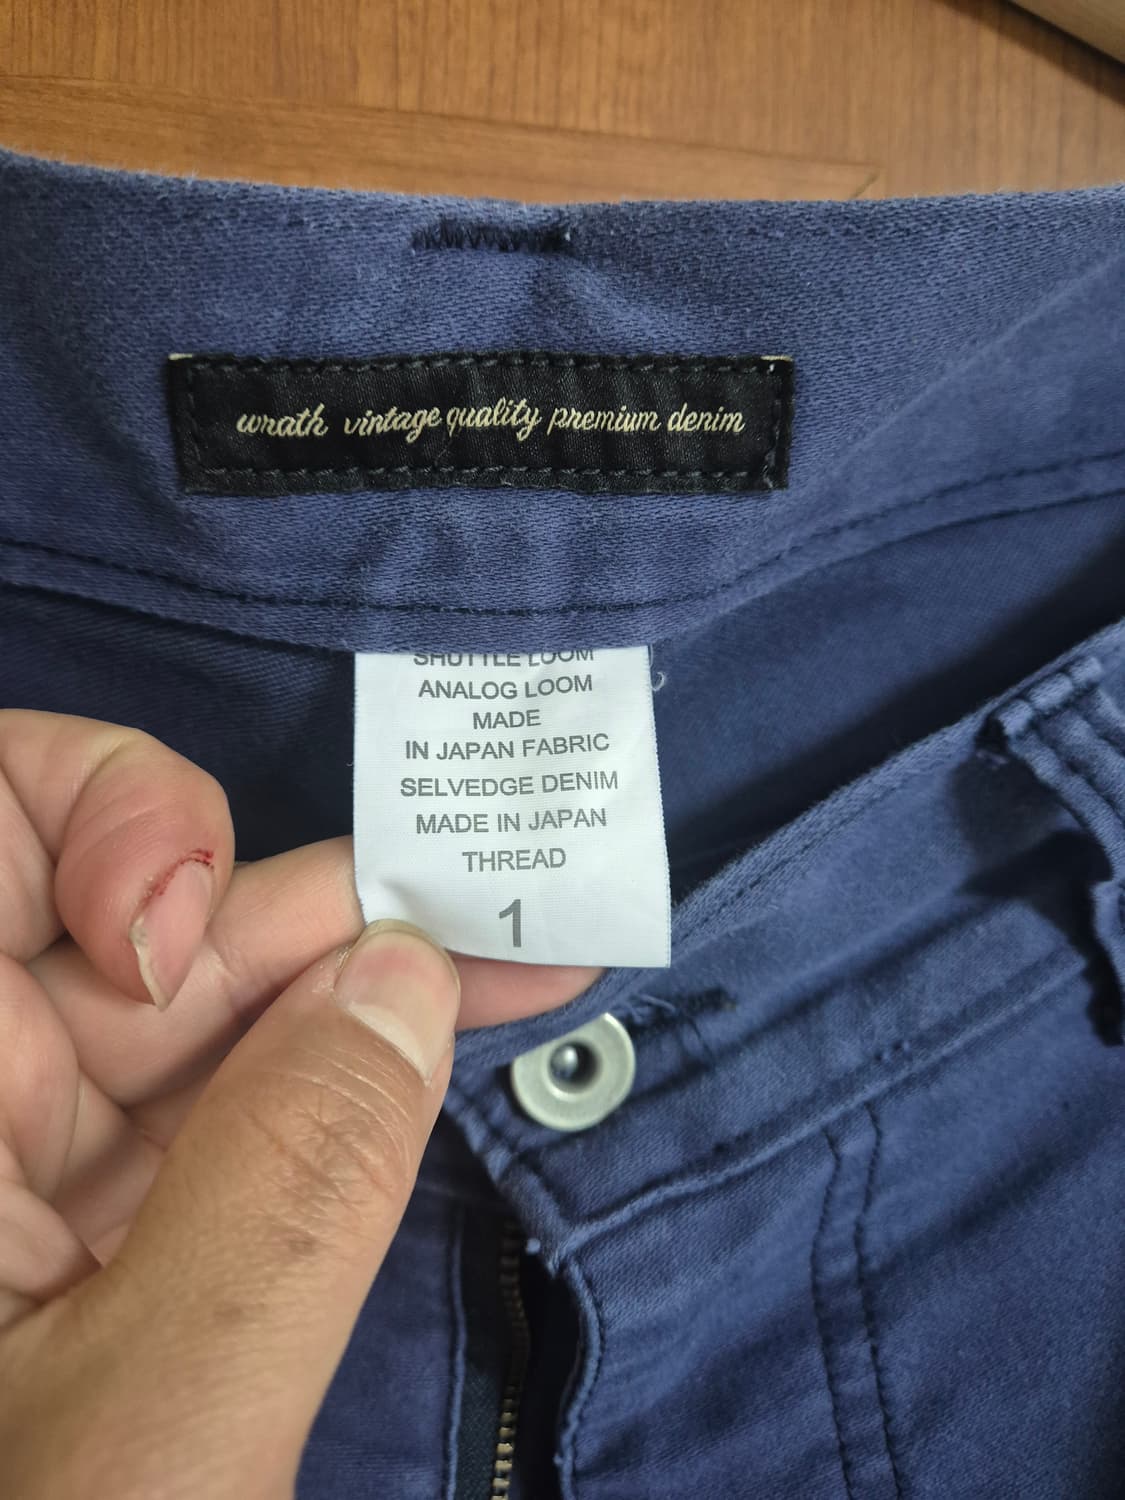 wrath vintage quality premium denim
SHUTTLE LOOM
ANALOG LOOM
MADE
IN JAPAN FABRIC
SELVEDGE DENIM
MADE IN JAPAN
THREAD
1